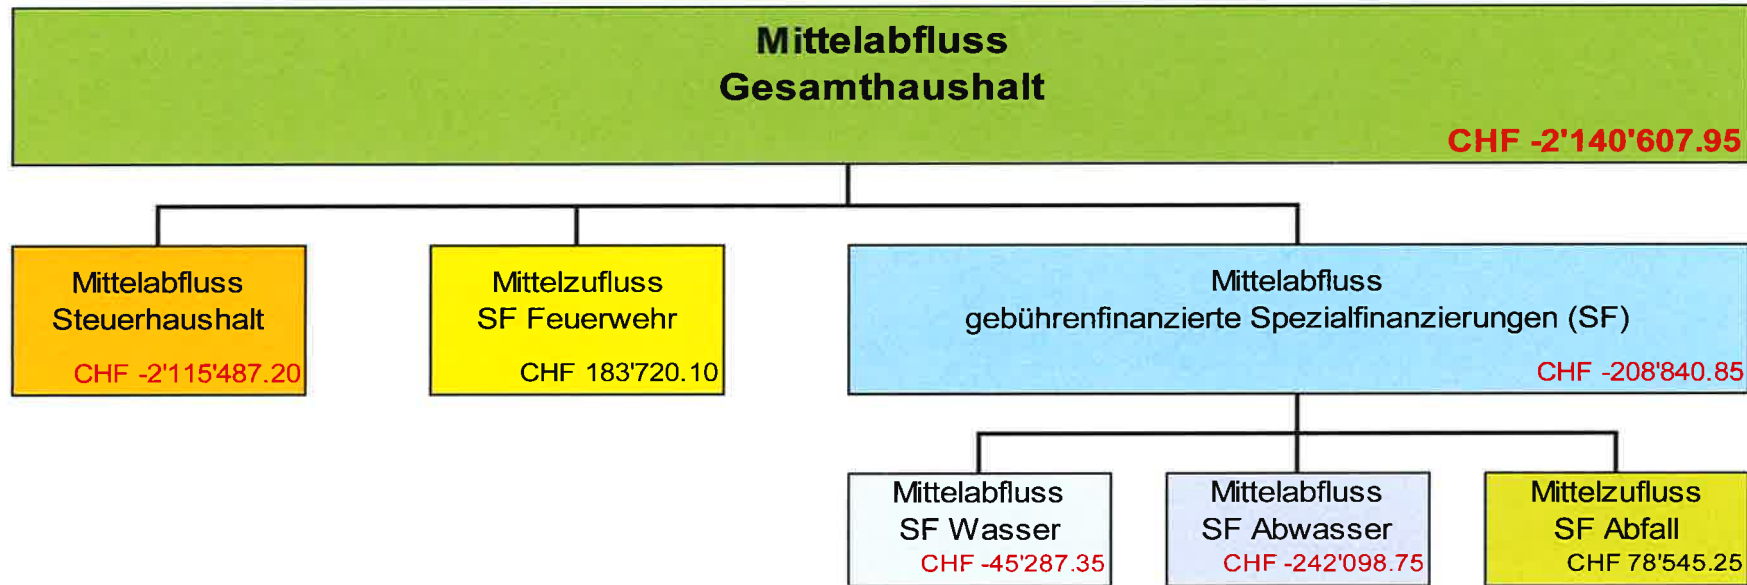 Mittelabfluss
Gesamthaushalt
CHF -2'140'607.95
Mittelabfluss
Steuerhaushalt
CHF -2'115'487.20
Mittelzufluss
SF Feuerwehr
CHF 183'720.10
Mittelabfluss
gebührenfinanzierte Spezialfinanzierungen (SF)
CHF -208'840.85
Mittelabfluss
SF Wasser
CHF -45'287.35
Mittelabfluss
SF Abwasser
CHF -242'098.75
Mittelzufluss
SF Abfall
CHF 78'545.25